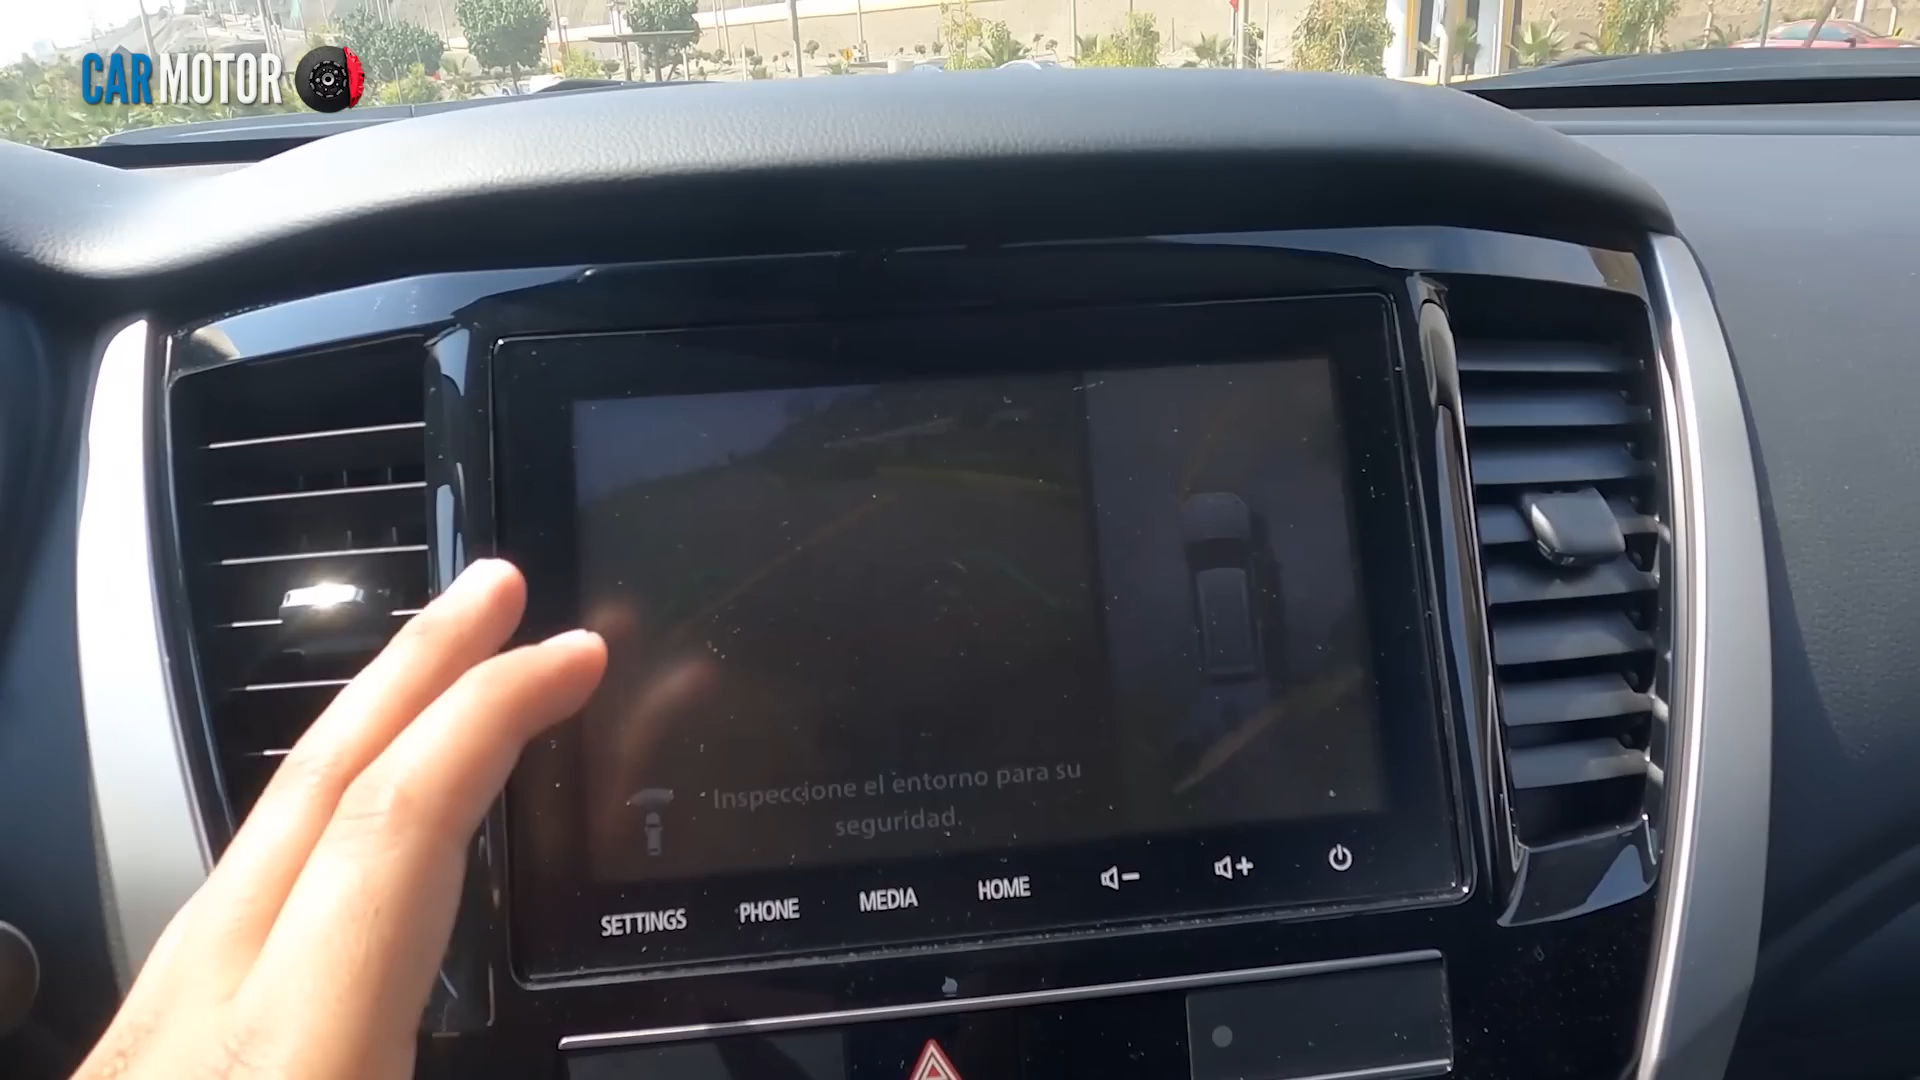 CAR MOTOR
Inspeccione el entorno para su
seguridad.
SETTINGS PHONE MEDIA HOME